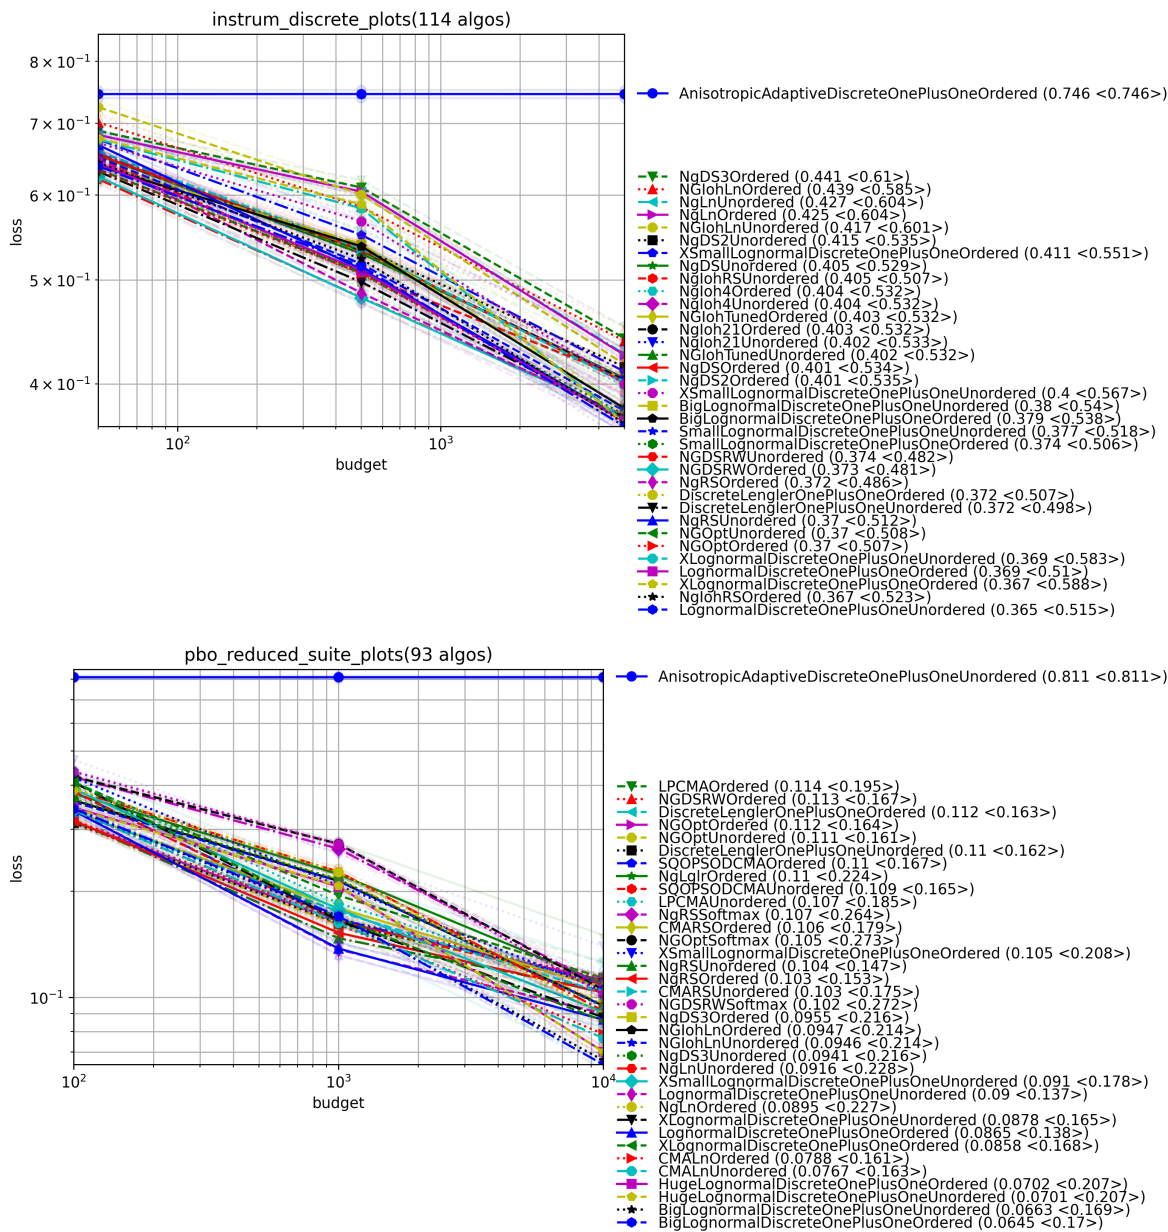 instrum_discrete_plots(114 algos)
8 × 10⁻¹
7 × 10⁻¹
6 × 10⁻¹
5 × 10⁻¹
4 × 10⁻¹
loss
10²
10³
budget
AnisotropicAdaptiveDiscreteOnePlusOneOrdered (0.746 <0.746>)
NgDS3Ordered (0.441 <0.61>)
NGIohLnOrdered (0.439 <0.585>)
NgLnUnordered (0.427 <0.604>)
NgLnOrdered (0.425 <0.604>)
NGIohLnUnordered (0.417 <0.601>)
NgDS2Unordered (0.415 <0.535>)
XSmallLognormalDiscreteOnePlusOneOrdered (0.411 <0.551>)
NgDSUnordered (0.405 <0.529>)
NgIohRSUnordered (0.405 <0.507>)
NgIoh4Ordered (0.404 <0.532>)
NgIoh4Unordered (0.404 <0.532>)
NGIohTunedOrdered (0.403 <0.532>)
NgIoh21Ordered (0.403 <0.532>)
NgIoh21Unordered (0.402 <0.533>)
NGIohTunedUnordered (0.402 <0.532>)
NgDSOrdered (0.401 <0.534>)
NgDS2Ordered (0.401 <0.535>)
XSmallLognormalDiscreteOnePlusOneUnordered (0.4 <0.567>)
BigLognormalDiscreteOnePlusOneUnordered (0.38 <0.54>)
BigLognormalDiscreteOnePlusOneOrdered (0.379 <0.538>)
SmallLognormalDiscreteOnePlusOneUnordered (0.377 <0.518>)
SmallLognormalDiscreteOnePlusOneOrdered (0.374 <0.506>)
NGDSRWUnordered (0.374 <0.482>)
NGDSRWOrdered (0.373 <0.481>)
NgRSOrdered (0.372 <0.486>)
DiscreteLenglerOnePlusOneOrdered (0.372 <0.507>)
DiscreteLenglerOnePlusOneUnordered (0.372 <0.498>)
NgRSUnordered (0.37 <0.512>)
NGOptUnordered (0.37 <0.508>)
NGOptOrdered (0.37 <0.507>)
XLognormalDiscreteOnePlusOneUnordered (0.369 <0.583>)
LognormalDiscreteOnePlusOneOrdered (0.369 <0.51>)
XLognormalDiscreteOnePlusOneOrdered (0.367 <0.588>)
NgIohRSOrdered (0.367 <0.523>)
LognormalDiscreteOnePlusOneUnordered (0.365 <0.515>)
pbo_reduced_suite_plots(93 algos)
loss
10⁻¹
10²
10³
10⁴
budget
AnisotropicAdaptiveDiscreteOnePlusOneUnordered (0.811 <0.811>)
LPCMAOrdered (0.114 <0.195>)
NGDSRWOrdered (0.113 <0.167>)
DiscreteLenglerOnePlusOneOrdered (0.112 <0.163>)
NGOptOrdered (0.112 <0.164>)
NGOptUnordered (0.111 <0.161>)
DiscreteLenglerOnePlusOneUnordered (0.11 <0.162>)
SQOPSODCMAOrdered (0.11 <0.167>)
NgLglrOrdered (0.11 <0.224>)
SQOPSODCMAUnordered (0.109 <0.165>)
LPCMAUnordered (0.107 <0.185>)
NgRSSoftmax (0.107 <0.264>)
CMARSOrdered (0.106 <0.179>)
NGOptSoftmax (0.105 <0.273>)
XSmallLognormalDiscreteOnePlusOneOrdered (0.105 <0.208>)
NgRSUnordered (0.104 <0.147>)
NgRSOrdered (0.103 <0.153>)
CMARSUnordered (0.103 <0.175>)
NGDSRWSoftmax (0.102 <0.272>)
NgDS3Ordered (0.0955 <0.216>)
NGIohLnOrdered (0.0947 <0.214>)
NGIohLnUnordered (0.0946 <0.214>)
NgDS3Unordered (0.0941 <0.216>)
NgLnUnordered (0.0916 <0.228>)
XSmallLognormalDiscreteOnePlusOneUnordered (0.091 <0.178>)
LognormalDiscreteOnePlusOneUnordered (0.09 <0.137>)
NgLnOrdered (0.0895 <0.227>)
XLognormalDiscreteOnePlusOneUnordered (0.0878 <0.165>)
LognormalDiscreteOnePlusOneOrdered (0.0865 <0.138>)
XLognormalDiscreteOnePlusOneOrdered (0.0858 <0.168>)
CMALnOrdered (0.0788 <0.161>)
CMALnUnordered (0.0767 <0.163>)
HugeLognormalDiscreteOnePlusOneOrdered (0.0702 <0.207>)
HugeLognormalDiscreteOnePlusOneUnordered (0.0701 <0.207>)
BigLognormalDiscreteOnePlusOneUnordered (0.0663 <0.169>)
BigLognormalDiscreteOnePlusOneOrdered (0.0645 <0.17>)